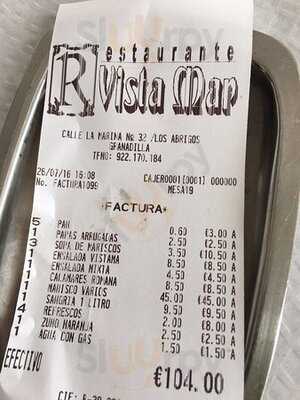 Restaurante
Vista Mar
CALLE LA MARINA No 32 /LOS ABRIGOS
GRANADILLA
TFNO: 922.170.184
26/07/16 16:08 CAJERO001[0001] 000000
No. FACTURA1099 MESA19
*FACTURA*
5 PAN 0.60 €3.00 A
1 PAPAS ARRUGADAS 2.50 €2.50 A
3 SOPA DE MARISCOS 3.50 €10.50 A
1 ENSALADA VISTAMA 8.50 €8.50 A
1 ENSALADA MIXTA 4.50 €4.50 A
1 CALAMARES ROMANA 8.50 €8.50 A
1 MARISCO VARIOS 45.00 €45.00 A
1 SANGRIA 1 LITRO 9.50 €9.50 A
4 REFRESCOS 2.00 €8.00 A
1 ZUMO NARANJA 2.50 €2.50 A
1 AGUA CON GAS 1.50 €1.50 A
EFECTIVO €104.00